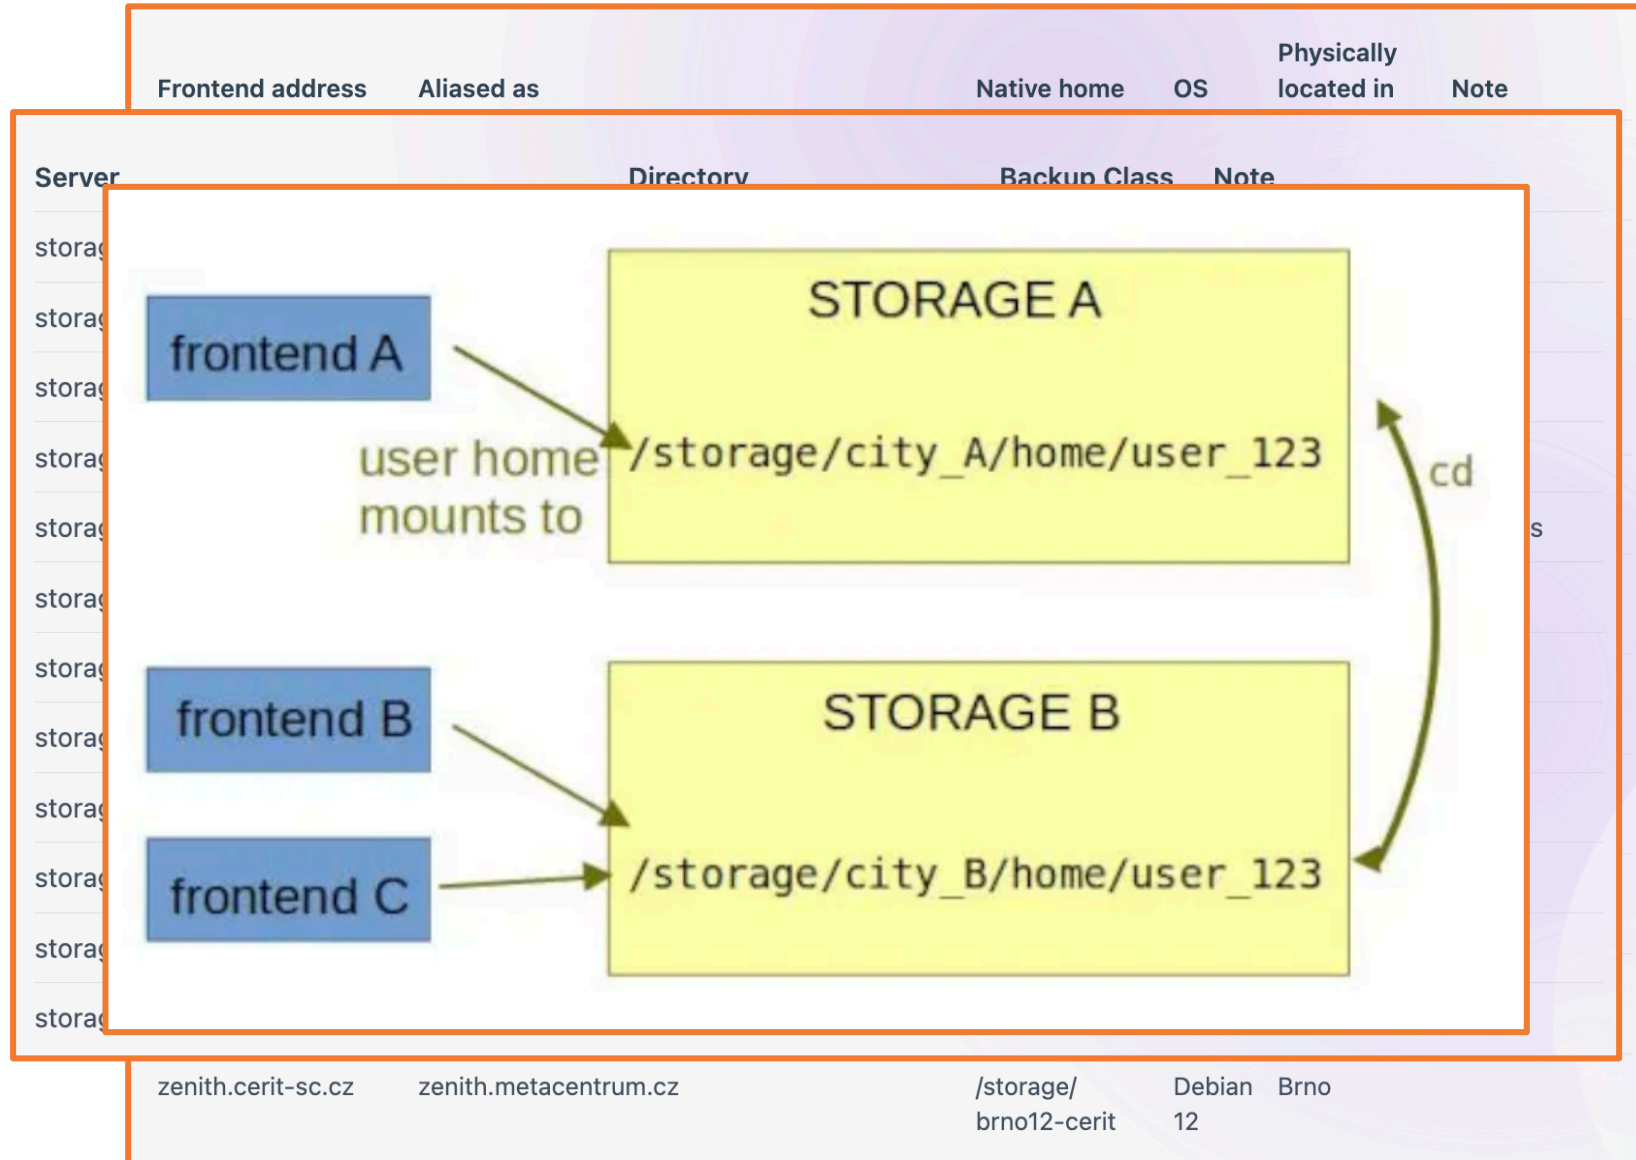 Frontend address Aliased as Native home OS Physically located in Note
Server Directory Backup Class Note
STORAGE A
frontend A
user home
mounts to
/storage/city_A/home/user_123
cd
s
STORAGE B
frontend B
frontend C
/storage/city_B/home/user_123
zenith.cerit-sc.cz zenith.metacentrum.cz /storage/ Debian Brno
brno12-cerit 12